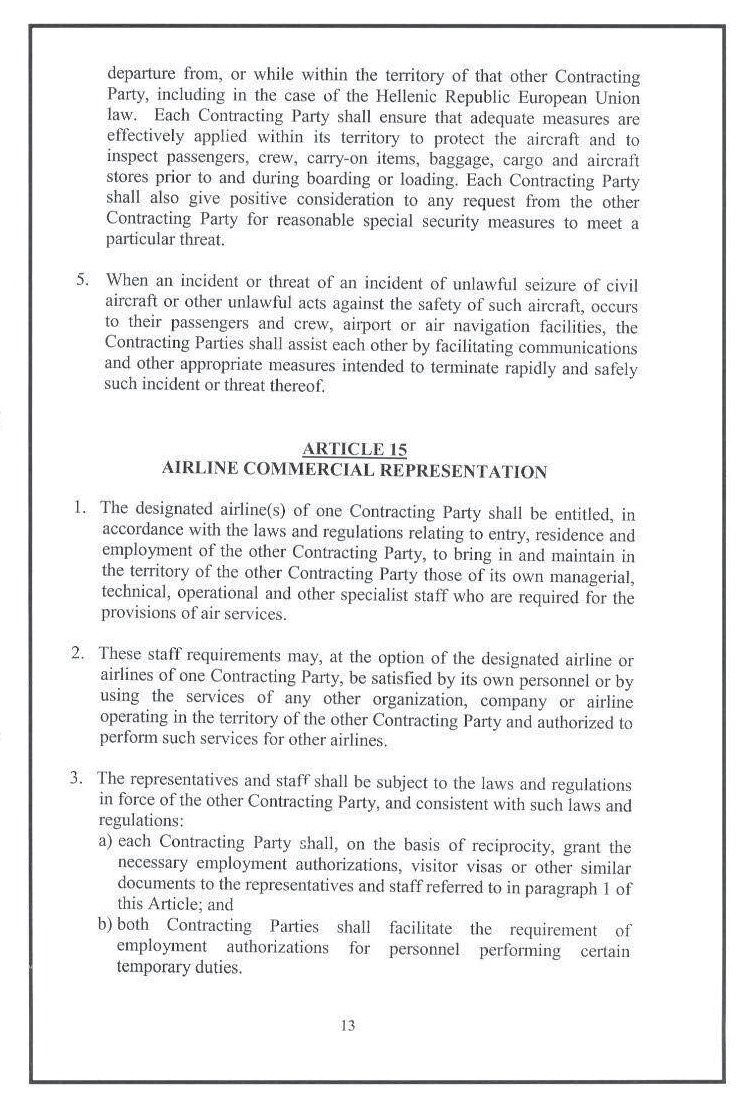 departure from, or while within the territory of that other Contracting
Party, including in the case of the Hellenic Republic European Union
law. Each Contracting Party shall ensure that adequate measures are
effectively applied within its territory to protect the aircraft and to
inspect passengers, crew, carry-on items, baggage, cargo and aircraft
stores prior to and during boarding or loading. Each Contracting Party
shall also give positive consideration to any request from the other
Contracting Party for reasonable special security measures to meet a
particular threat.
5. When an incident or threat of an incident of unlawful seizure of civil
aircraft or other unlawful acts against the safety of such aircraft, occurs
to their passengers and crew, airport or air navigation facilities, the
Contracting Parties shall assist each other by facilitating communications
and other appropriate measures intended to terminate rapidly and safely
such incident or threat thereof.
ARTICLE 15
AIRLINE COMMERCIAL REPRESENTATION
1. The designated airline(s) of one Contracting Party shall be entitled, in
accordance with the laws and regulations relating to entry, residence and
employment of the other Contracting Party, to bring in and maintain in
the territory of the other Contracting Party those of its own managerial,
technical, operational and other specialist staff who are required for the
provisions of air services.
2. These staff requirements may, at the option of the designated airline or
airlines of one Contracting Party, be satisfied by its own personnel or by
using the services of any other organization, company or airline
operating in the territory of the other Contracting Party and authorized to
perform such services for other airlines.
3. The representatives and staff shall be subject to the laws and regulations
in force of the other Contracting Party, and consistent with such laws and
regulations:
a) each Contracting Party shall, on the basis of reciprocity, grant the
necessary employment authorizations, visitor visas or other similar
documents to the representatives and staff referred to in paragraph 1 of
this Article; and
b) both Contracting Parties shall facilitate the requirement of
employment authorizations for personnel performing certain
temporary duties.
13